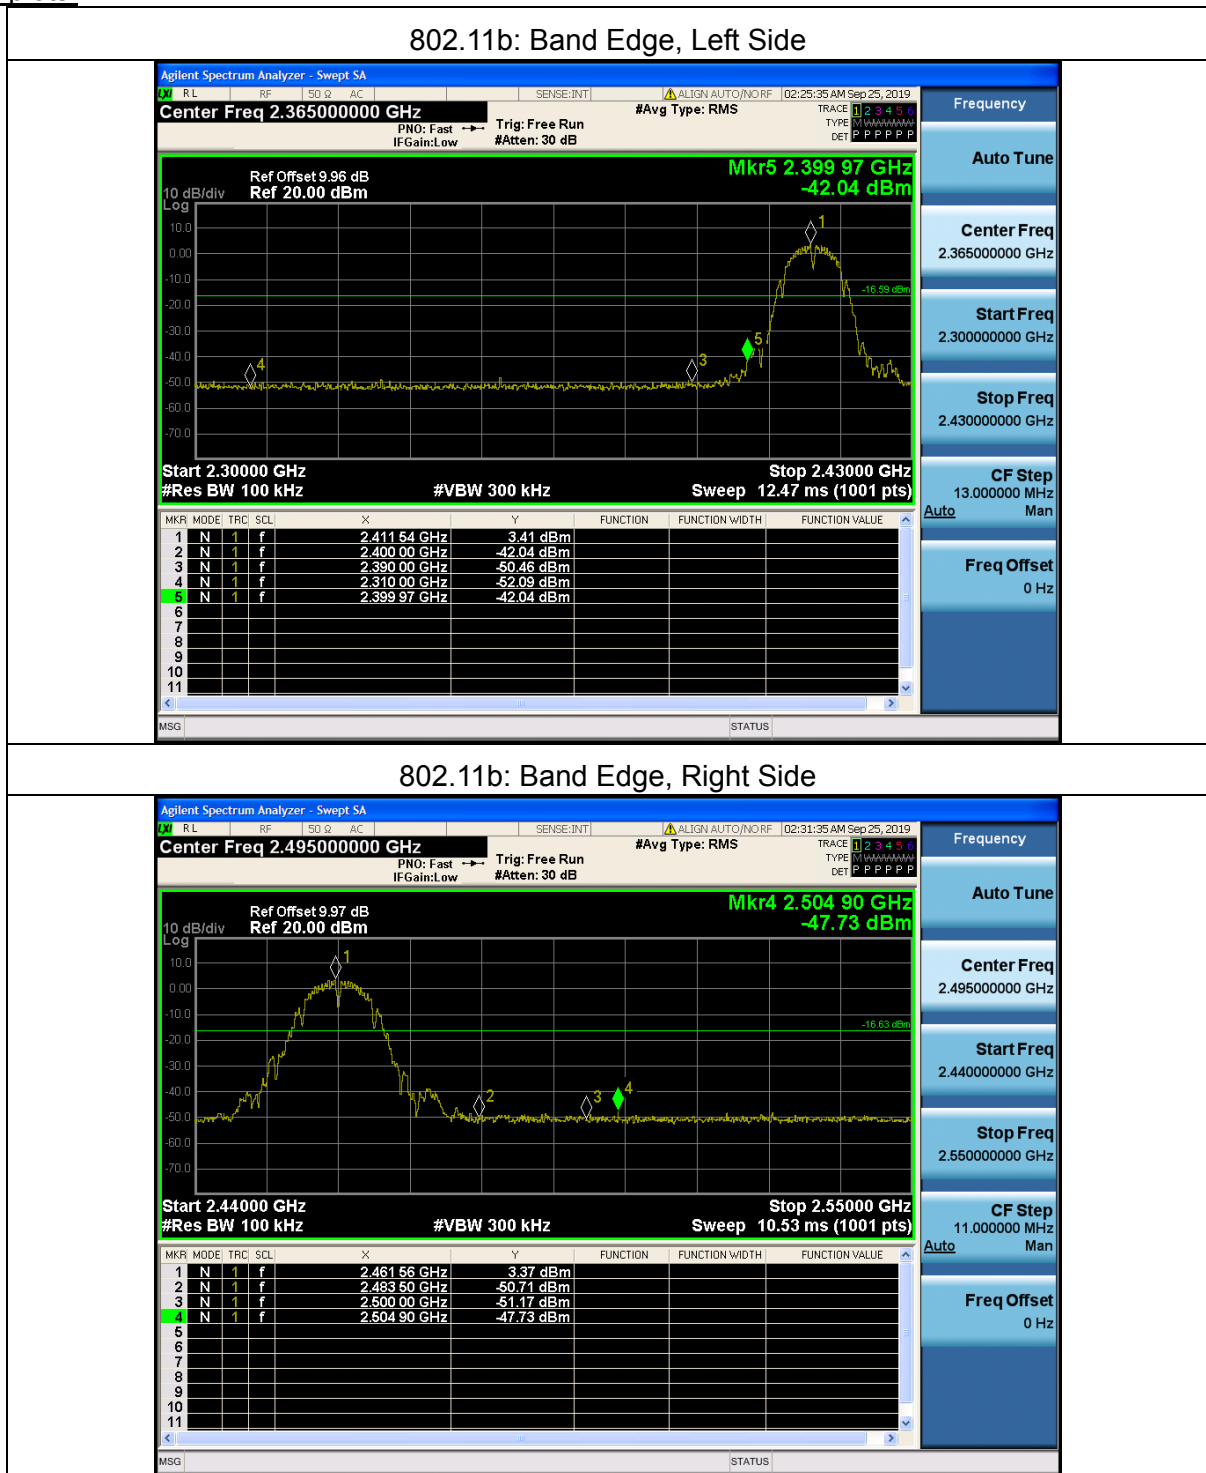 802.11b: Band Edge, Left Side
Agilent Spectrum Analyzer - Swept SA
LXI RL RF 50 Ω AC SENSE:INT ALIGN AUTO/NO RF 02:25:35 AM Sep 25, 2019
Center Freq 2.365000000 GHz #Avg Type: RMS TRACE 1 2 3 4 5 6
PNO: Fast Trig: Free Run TYPE M WWWWW
IFGain:Low #Atten: 30 dB DET P P P P P P
Mkr5 2.399 97 GHz
Ref Offset 9.96 dB
10 dB/div Ref 20.00 dBm -42.04 dBm
Log
10.0
0.00
-10.0
-20.0
-30.0
-40.0
-50.0
-60.0
-70.0
1
-16.59 dBm
5
3
4
Start 2.30000 GHz Stop 2.43000 GHz
#Res BW 100 kHz #VBW 300 kHz Sweep 12.47 ms (1001 pts)
MKR MODE TRC SCL X Y FUNCTION FUNCTION WIDTH FUNCTION VALUE
1 N 1 f 2.411 54 GHz 3.41 dBm
2 N 1 f 2.400 00 GHz -42.04 dBm
3 N 1 f 2.390 00 GHz -50.46 dBm
4 N 1 f 2.310 00 GHz -52.09 dBm
5 N 1 f 2.399 97 GHz -42.04 dBm
6
7
8
9
10
11
MSG STATUS
Frequency
Auto Tune
Center Freq
2.365000000 GHz
Start Freq
2.300000000 GHz
Stop Freq
2.430000000 GHz
CF Step
13.000000 MHz
Auto Man
Freq Offset
0 Hz
802.11b: Band Edge, Right Side
Agilent Spectrum Analyzer - Swept SA
LXI RL RF 50 Ω AC SENSE:INT ALIGN AUTO/NO RF 02:31:35 AM Sep 25, 2019
Center Freq 2.495000000 GHz #Avg Type: RMS TRACE 1 2 3 4 5 6
PNO: Fast Trig: Free Run TYPE M WWWWW
IFGain:Low #Atten: 30 dB DET P P P P P P
Mkr4 2.504 90 GHz
Ref Offset 9.97 dB
10 dB/div Ref 20.00 dBm -47.73 dBm
Log
10.0
0.00
-10.0
-20.0
-30.0
-40.0
-50.0
-60.0
-70.0
1
-16.63 dBm
2
3
4
Start 2.44000 GHz Stop 2.55000 GHz
#Res BW 100 kHz #VBW 300 kHz Sweep 10.53 ms (1001 pts)
MKR MODE TRC SCL X Y FUNCTION FUNCTION WIDTH FUNCTION VALUE
1 N 1 f 2.461 56 GHz 3.37 dBm
2 N 1 f 2.483 50 GHz -50.71 dBm
3 N 1 f 2.500 00 GHz -51.17 dBm
4 N 1 f 2.504 90 GHz -47.73 dBm
5
6
7
8
9
10
11
MSG STATUS
Frequency
Auto Tune
Center Freq
2.495000000 GHz
Start Freq
2.440000000 GHz
Stop Freq
2.550000000 GHz
CF Step
11.000000 MHz
Auto Man
Freq Offset
0 Hz